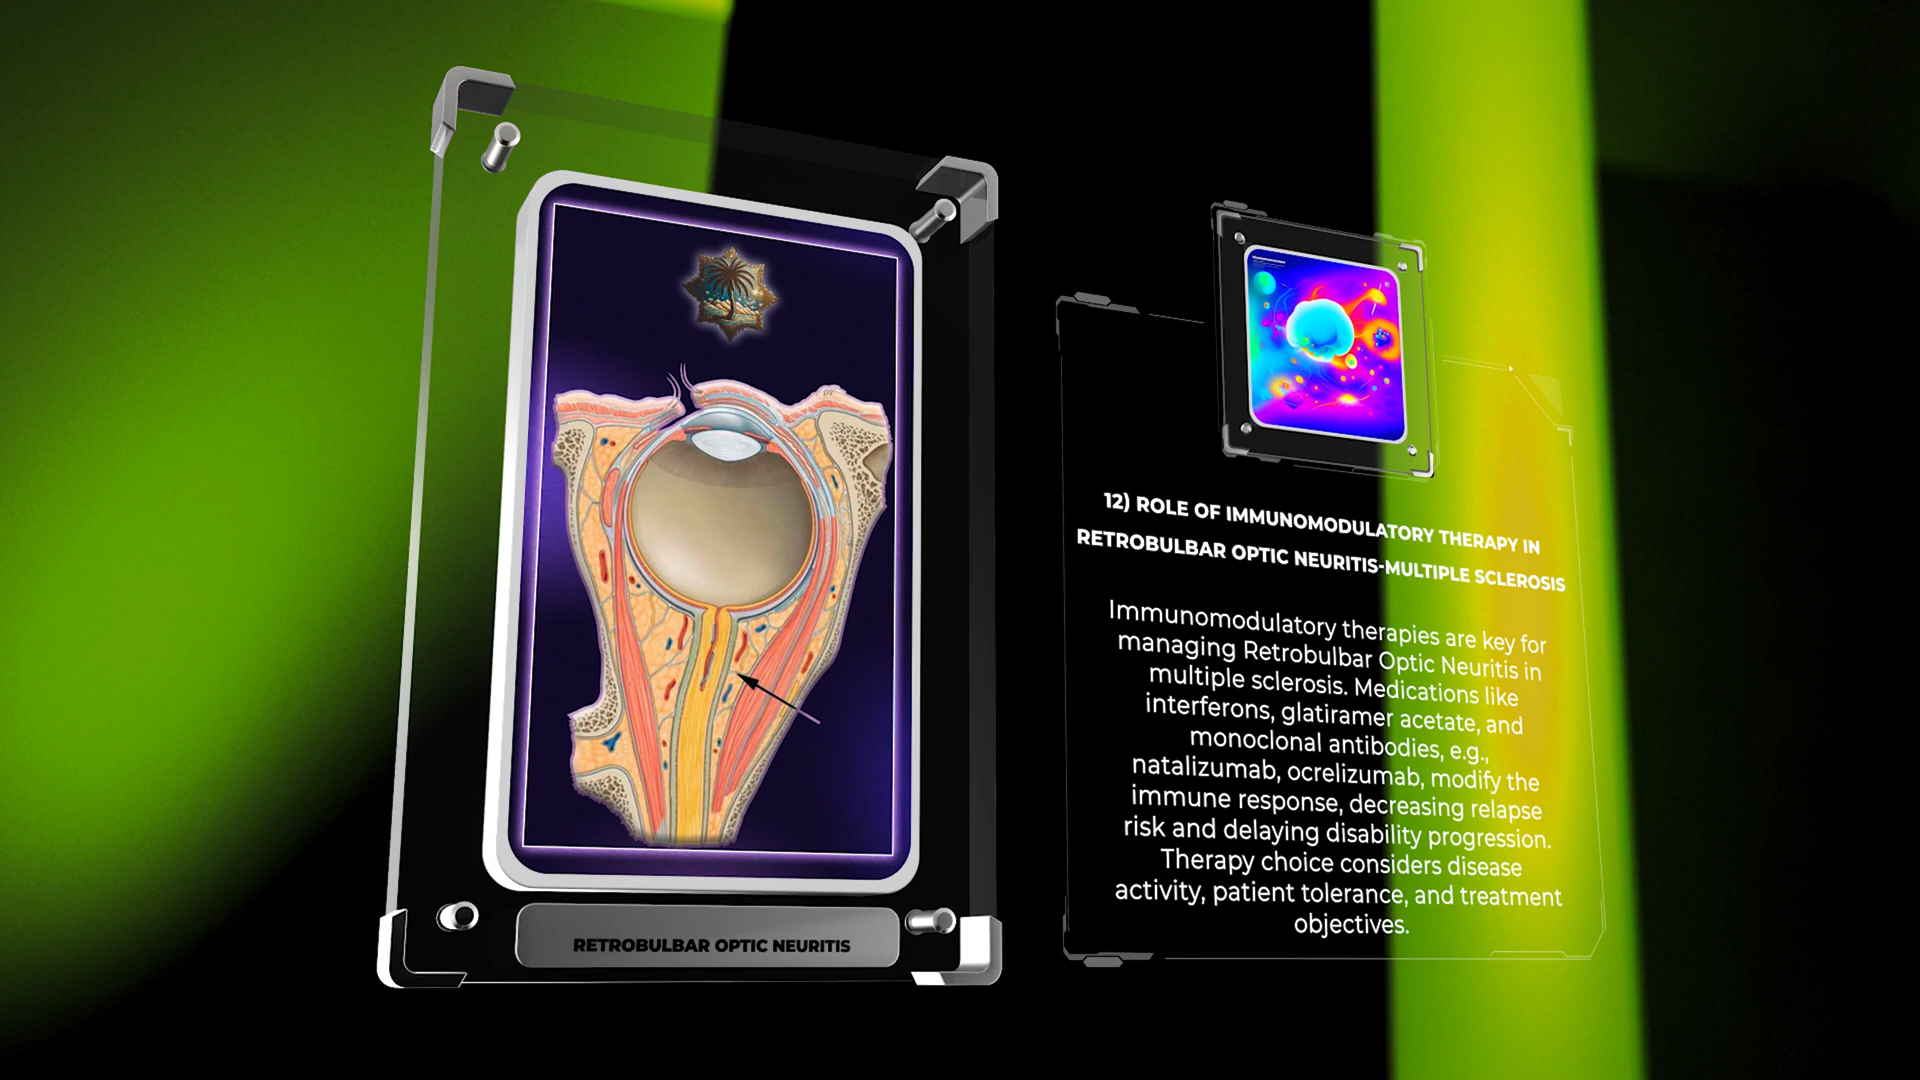 RETROBULBAR OPTIC NEURITIS
12) ROLE OF IMMUNOMODULATORY THERAPY IN
RETROBULBAR OPTIC NEURITIS-MULTIPLE SCLEROSIS
Immunomodulatory therapies are key for
managing Retrobulbar Optic Neuritis in
multiple sclerosis. Medications like
interferons, glatiramer acetate, and
monoclonal antibodies, e.g.,
natalizumab, ocrelizumab, modify the
immune response, decreasing relapse
risk and delaying disability progression.
Therapy choice considers disease
activity, patient tolerance, and treatment
objectives.